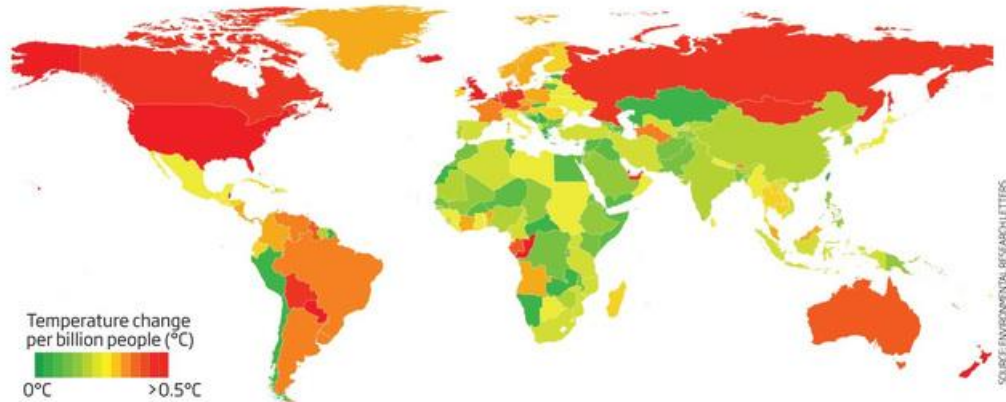 Temperature change
per billion people (°C)
0°C >0.5°C
SOURCE: ENVIRONMENTAL RESEARCH LETTERS